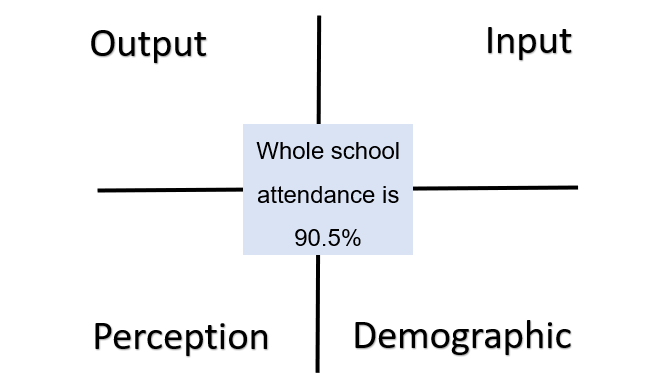 Output
Input
Whole school
attendance is
90.5%
Perception
Demographic